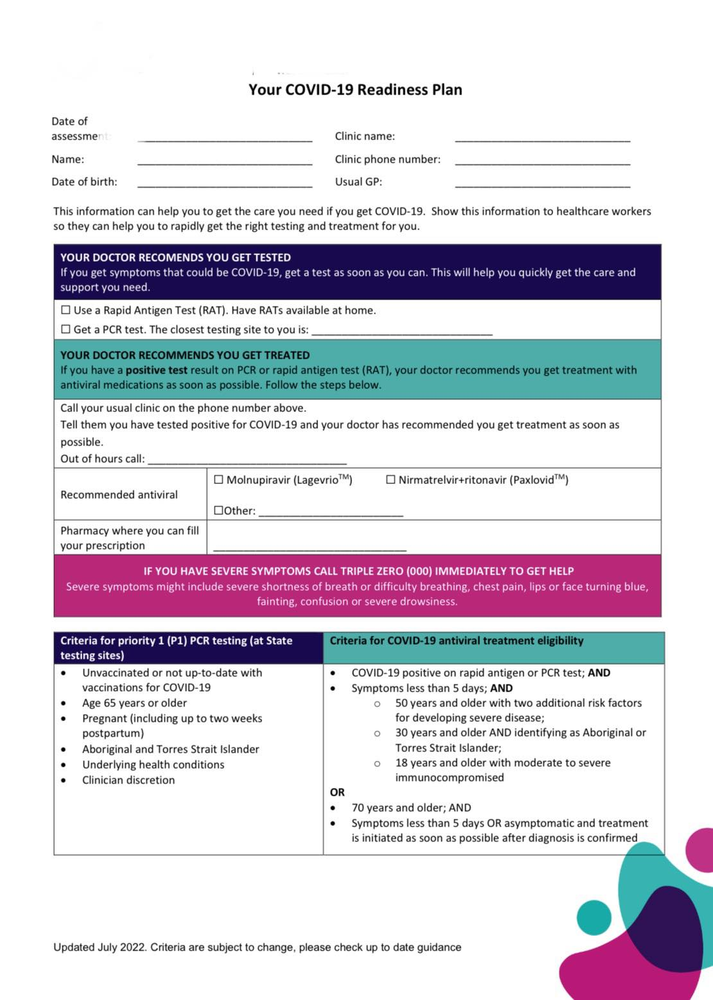 Your COVID-19 Readiness Plan
Date of
assessment:
Clinic name:
Name:
Clinic phone number:
Date of birth:
Usual GP:
This information can help you to get the care you need if you get COVID-19.  Show this information to healthcare workers
so they can help you to rapidly get the right testing and treatment for you.
YOUR DOCTOR RECOMENDS YOU GET TESTED
If you get symptoms that could be COVID-19, get a test as soon as you can. This will help you quickly get the care and
support you need.
☐ Use a Rapid Antigen Test (RAT). Have RATs available at home.
☐ Get a PCR test. The closest testing site to you is: ______________________________
YOUR DOCTOR RECOMMENDS YOU GET TREATED
If you have a positive test result on PCR or rapid antigen test (RAT), your doctor recommends you get treatment with
antiviral medications as soon as possible. Follow the steps below.
Call your usual clinic on the phone number above.
Tell them you have tested positive for COVID-19 and your doctor has recommended you get treatment as soon as
possible.
Out of hours call: _________________________________
Recommended antiviral
☐ Molnupiravir (Lagevrio™) ☐ Nirmatrelvir+ritonavir (Paxlovid™)
☐Other: ________________________
Pharmacy where you can fill
your prescription
________________________________
IF YOU HAVE SEVERE SYMPTOMS CALL TRIPLE ZERO (000) IMMEDIATELY TO GET HELP
Severe symptoms might include severe shortness of breath or difficulty breathing, chest pain, lips or face turning blue,
fainting, confusion or severe drowsiness.
Criteria for priority 1 (P1) PCR testing (at State
testing sites)
• Unvaccinated or not up-to-date with
vaccinations for COVID-19
• Age 65 years or older
• Pregnant (including up to two weeks
postpartum)
• Aboriginal and Torres Strait Islander
• Underlying health conditions
• Clinician discretion
Criteria for COVID-19 antiviral treatment eligibility
• COVID-19 positive on rapid antigen or PCR test; AND
• Symptoms less than 5 days; AND
o 50 years and older with two additional risk factors
for developing severe disease;
o 30 years and older AND identifying as Aboriginal or
Torres Strait Islander;
o 18 years and older with moderate to severe
immunocompromised
OR
• 70 years and older; AND
• Symptoms less than 5 days OR asymptomatic and treatment
is initiated as soon as possible after diagnosis is confirmed
Updated July 2022. Criteria are subject to change, please check up to date guidance